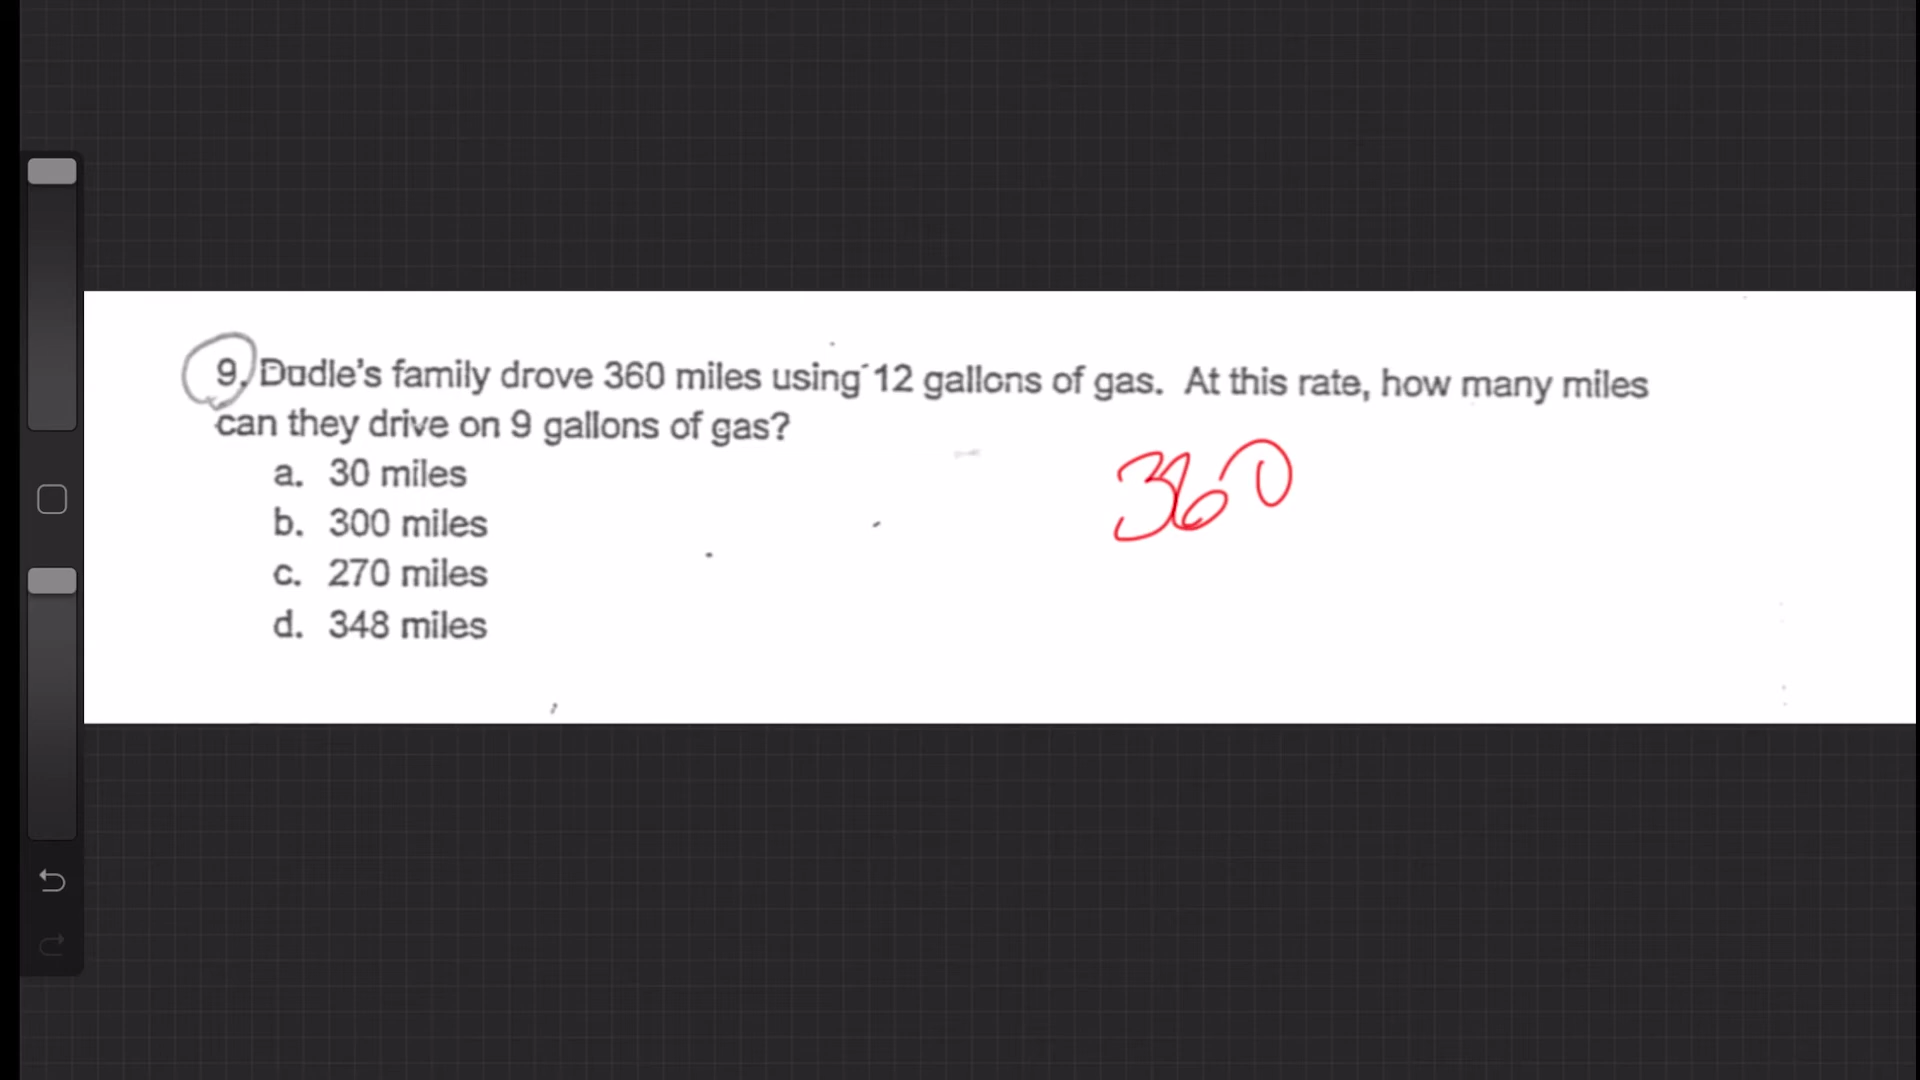 9. Dudle's family drove 360 miles using 12 gallons of gas. At this rate, how many miles
can they drive on 9 gallons of gas?
360
a. 30 miles
b. 300 miles
c. 270 miles
d. 348 miles